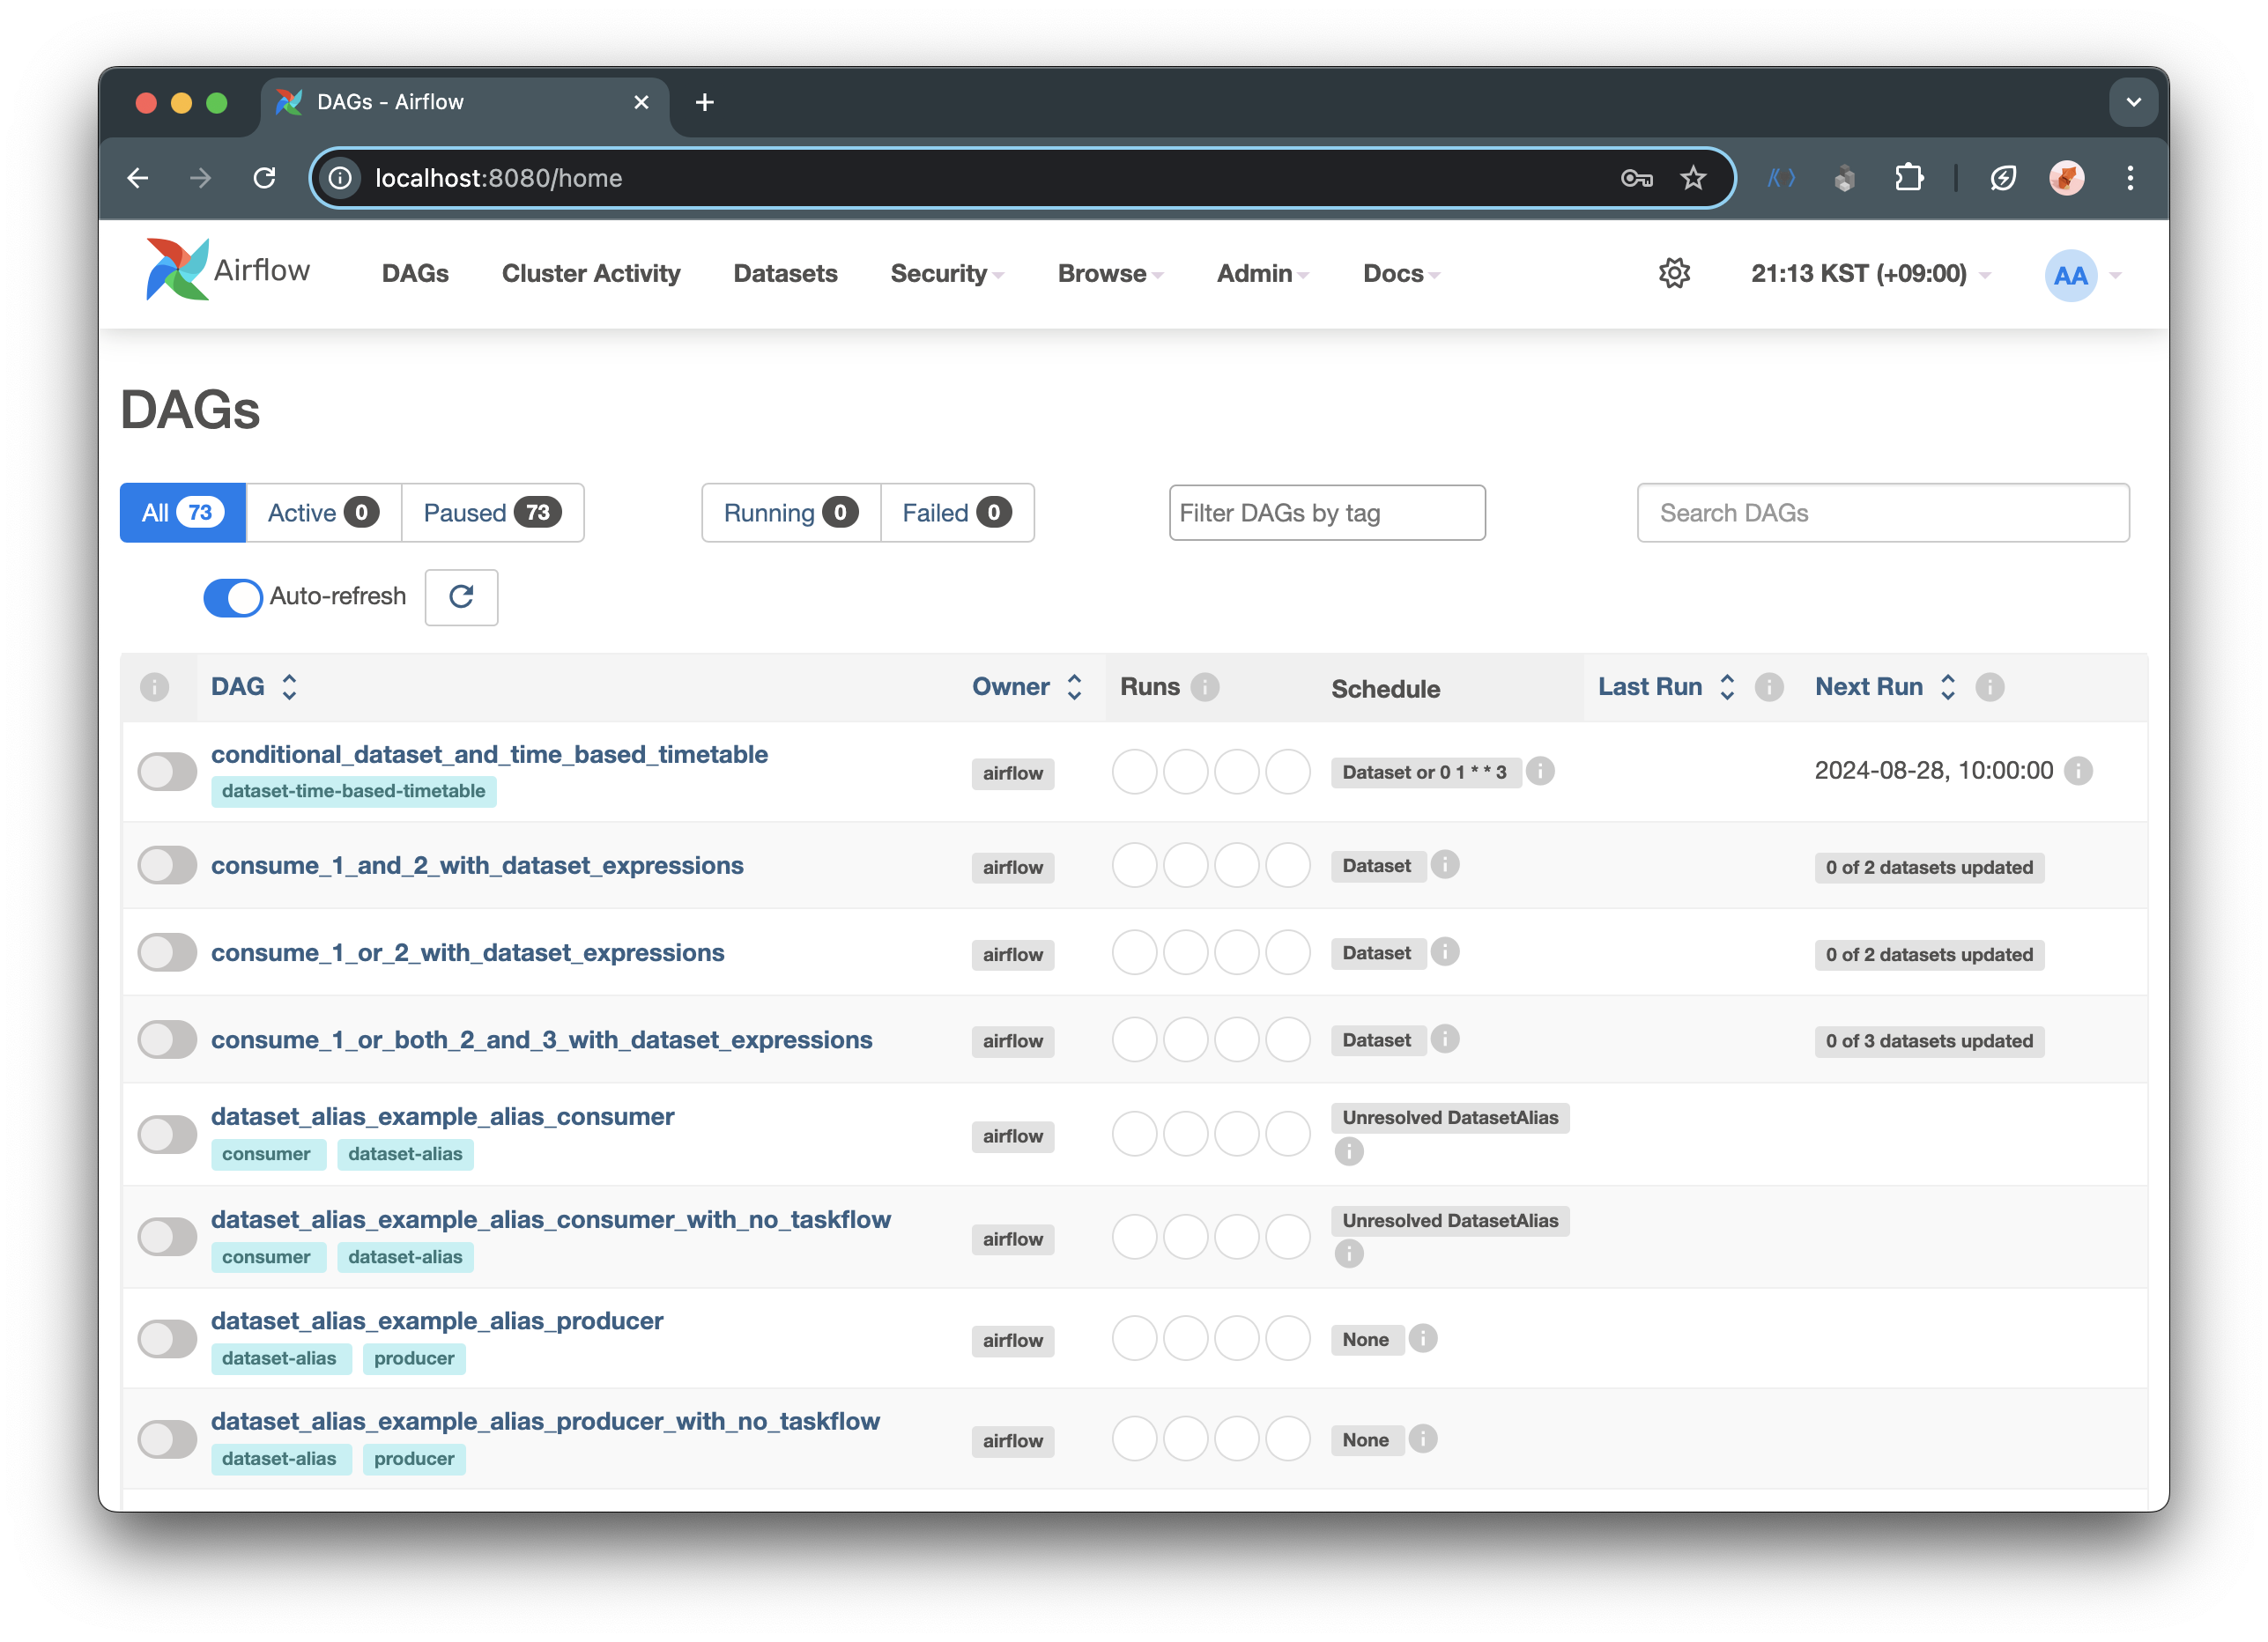 DAGs - Airflow
localhost:8080/home
Airflow DAGs Cluster Activity Datasets Security Browse Admin Docs 21:13 KST (+09:00) AA
DAGs
All 73 Active 0 Paused 73 Running 0 Failed 0 Filter DAGs by tag Search DAGs
Auto-refresh
DAG Owner Runs Schedule Last Run Next Run
conditional_dataset_and_time_based_timetable
dataset-time-based-timetable
airflow Dataset or 0 1 * * 3 2024-08-28, 10:00:00
consume_1_and_2_with_dataset_expressions airflow Dataset 0 of 2 datasets updated
consume_1_or_2_with_dataset_expressions airflow Dataset 0 of 2 datasets updated
consume_1_or_both_2_and_3_with_dataset_expressions airflow Dataset 0 of 3 datasets updated
dataset_alias_example_alias_consumer
consumer dataset-alias
airflow Unresolved DatasetAlias
dataset_alias_example_alias_consumer_with_no_taskflow
consumer dataset-alias
airflow Unresolved DatasetAlias
dataset_alias_example_alias_producer
dataset-alias producer
airflow None
dataset_alias_example_alias_producer_with_no_taskflow
dataset-alias producer
airflow None